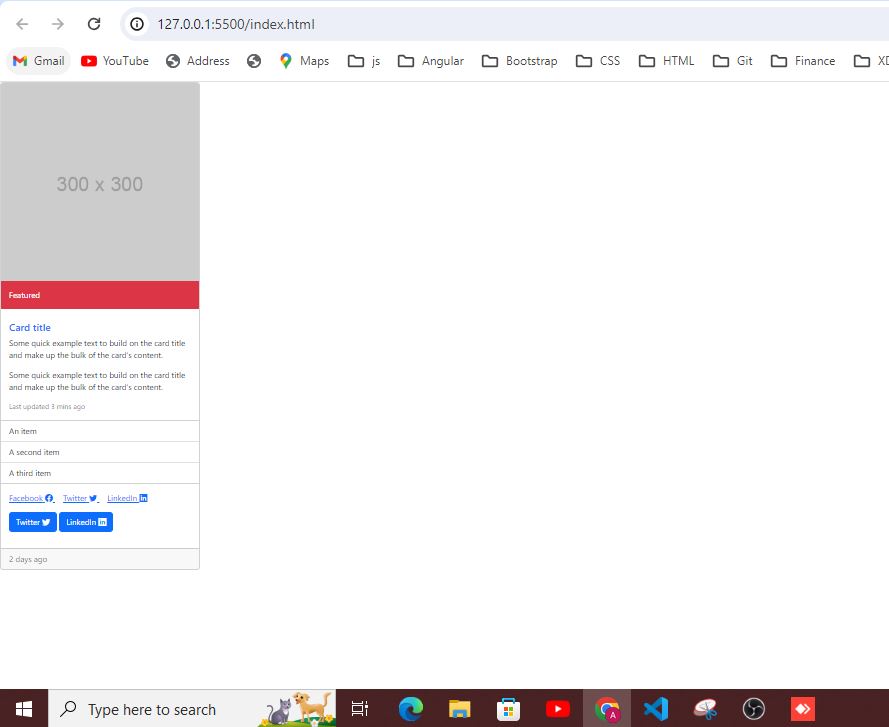 127.0.0.1:5500/index.html
Gmail YouTube Address Maps js Angular Bootstrap CSS HTML Git Finance XD
300 x 300
Featured
Card title
Some quick example text to build on the card title
and make up the bulk of the card's content.
Some quick example text to build on the card title
and make up the bulk of the card's content.
Last updated 3 mins ago
An item
A second item
A third item
Facebook Twitter LinkedIn
Twitter LinkedIn
2 days ago
Type here to search
A